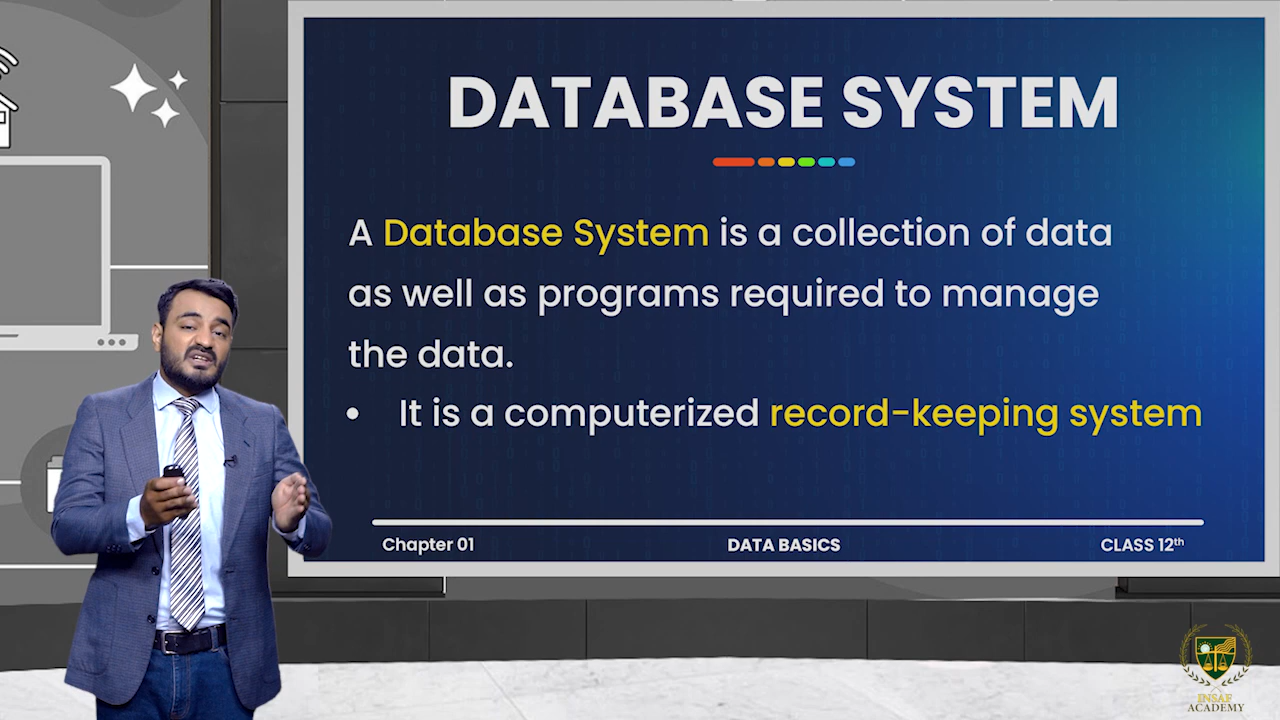 DATABASE SYSTEM
A Database System is a collection of data
as well as programs required to manage
the data.
• It is a computerized record-keeping system
Chapter 01 DATA BASICS CLASS 12th
INSAF
ACADEMY